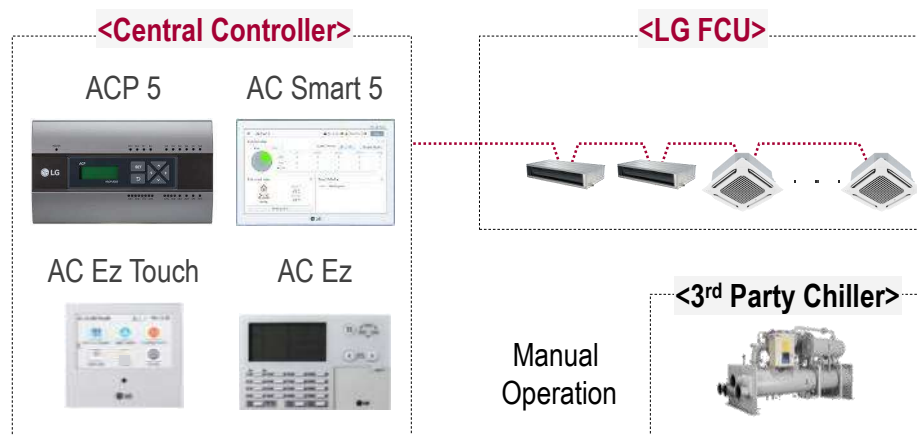 <Central Controller>
<LG FCU>
ACP 5
AC Smart 5
LG
AC Ez Touch
AC Ez
<3rd Party Chiller>
Manual
Operation